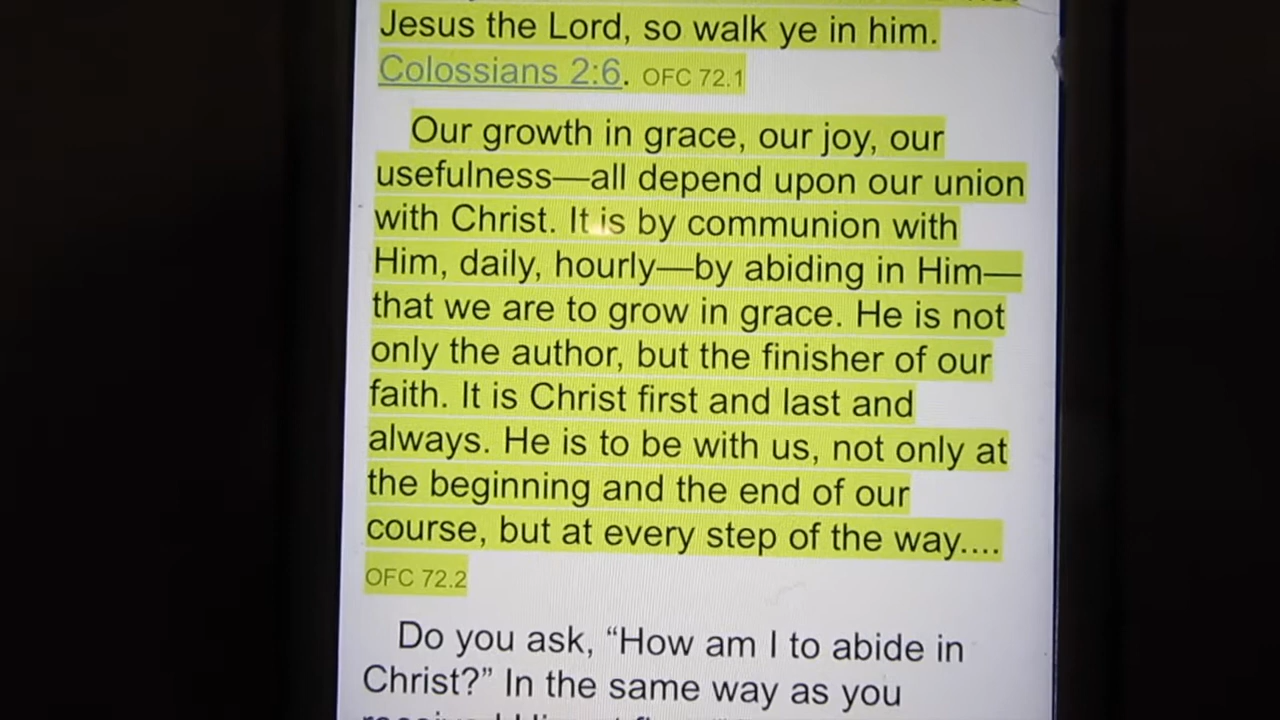 Jesus the Lord, so walk ye in him.
Colossians 2:6. OFC 72.1
Our growth in grace, our joy, our
usefulness—all depend upon our union
with Christ. It is by communion with
Him, daily, hourly—by abiding in Him—
that we are to grow in grace. He is not
only the author, but the finisher of our
faith. It is Christ first and last and
always. He is to be with us, not only at
the beginning and the end of our
course, but at every step of the way....
OFC 72.2
Do you ask, “How am I to abide in
Christ?” In the same way as you